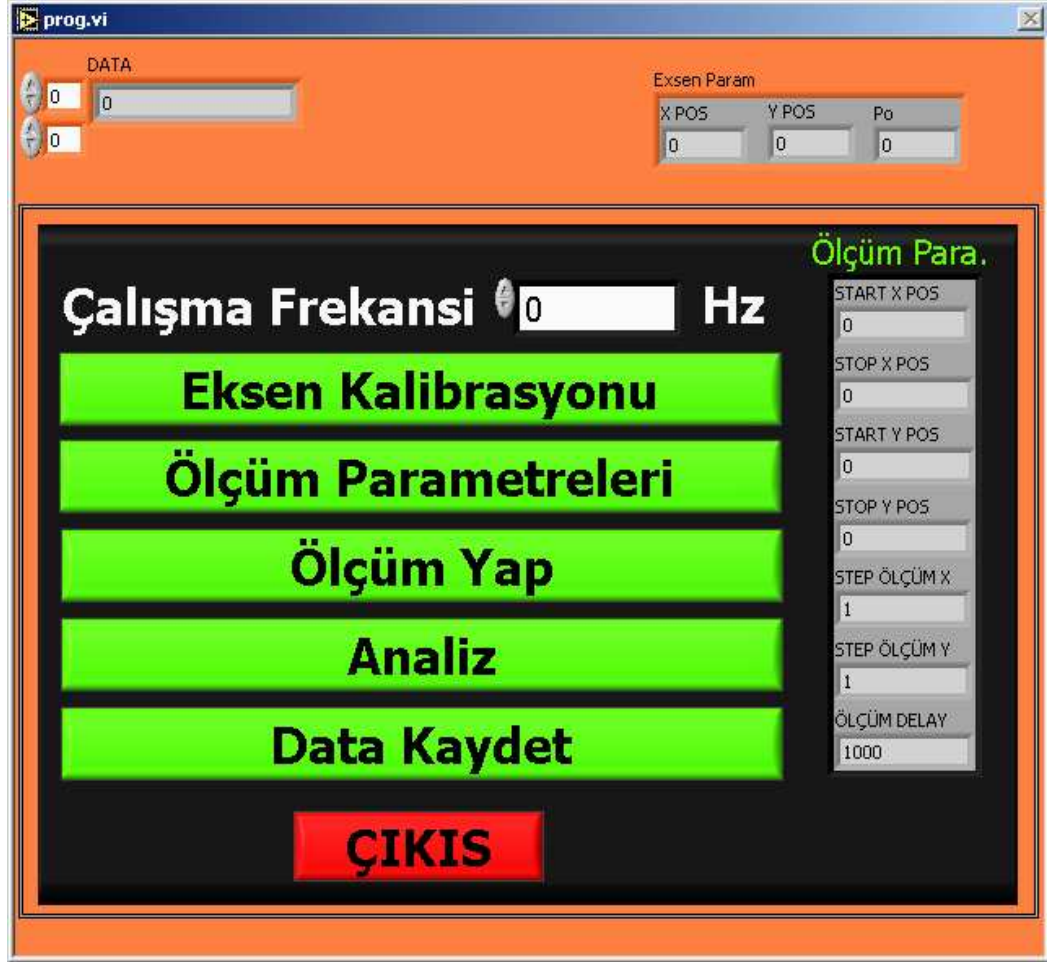 prog.vi
DATA
0
0
0
Exsen Param
X POS Y POS Po
0 0 0
Ölçüm Para.
Çalışma Frekansi 0 Hz
Eksen Kalibrasyonu
Ölçüm Parametreleri
Ölçüm Yap
Analiz
Data Kaydet
ÇIKIS
START X POS
0
STOP X POS
0
START Y POS
0
STOP Y POS
0
STEP ÖLÇÜM X
1
STEP ÖLÇÜM Y
1
ÖLÇÜM DELAY
1000